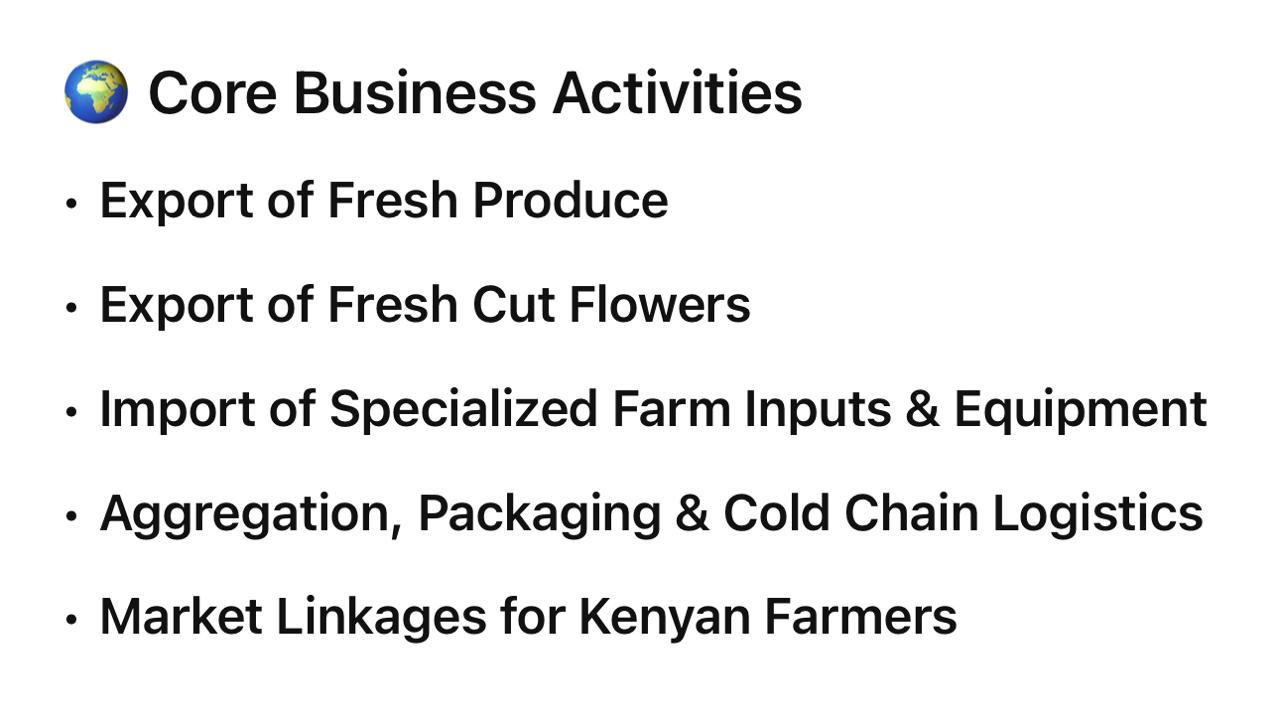 🌍 Core Business Activities
• Export of Fresh Produce
• Export of Fresh Cut Flowers
• Import of Specialized Farm Inputs & Equipment
• Aggregation, Packaging & Cold Chain Logistics
• Market Linkages for Kenyan Farmers